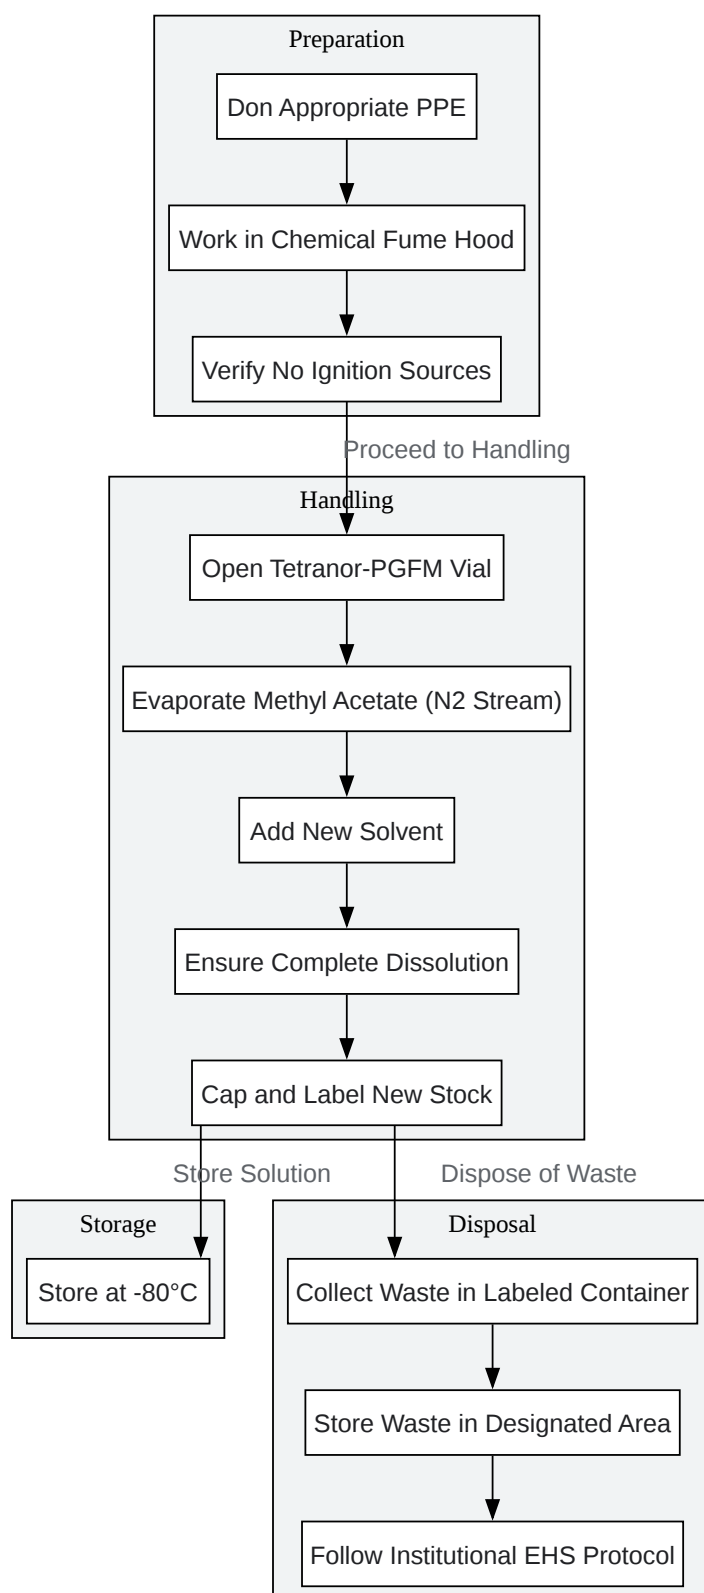 Preparation
Don Appropriate PPE
Work in Chemical Fume Hood
Verify No Ignition Sources
Proceed to Handling
Handling
Open Tetranor-PGFM Vial
Evaporate Methyl Acetate (N2 Stream)
Add New Solvent
Ensure Complete Dissolution
Cap and Label New Stock
Store Solution
Dispose of Waste
Storage
Store at -80°C
Disposal
Collect Waste in Labeled Container
Store Waste in Designated Area
Follow Institutional EHS Protocol